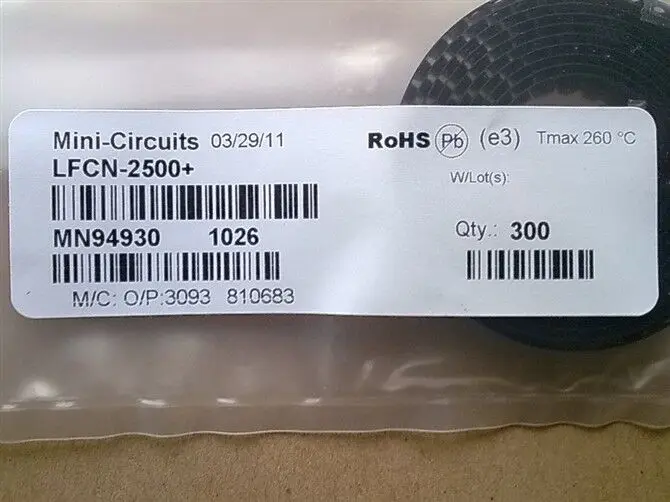 Mini-Circuits 03/29/11
LFCN-2500+
MN94930 1026
M/C: O/P:3093 810683
RoHS Pb (e3) Tmax 260 °C
W/Lot(s):
Qty.: 300